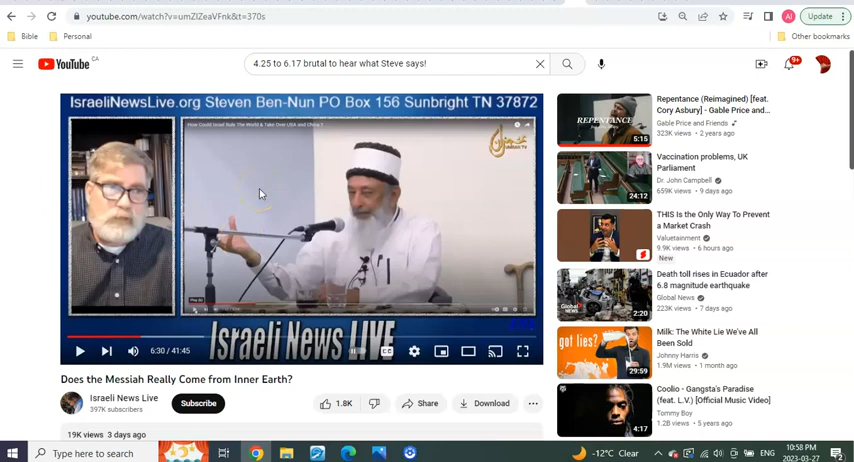 youtube.com/watch?v=umZlZeaVFnk&t=370s
Update
Bible
Personal
Other bookmarks
YouTube CA
4.25 to 6.17 brutal to hear what Steve says!
9+
IsraeliNewsLive.org Steven Ben-Nun PO Box 156 Sunbright TN 37872
How Could Israel Rule The World & Take Over USA and China ?
Israeli News LIVE
6:30 / 41:45
Does the Messiah Really Come from Inner Earth?
Israeli News Live
397K subscribers
Subscribe
1.8K
Share
Download
19K views 3 days ago
REPENTANCE
5:15
Repentance (Reimagined) [feat.
Cory Asbury] - Gable Price and...
Gable Price and Friends
323K views • 2 years ago
24:12
Vaccination problems, UK
Parliament
Dr. John Campbell
659K views • 9 days ago
THIS Is the Only Way To Prevent
a Market Crash
Valuetainment
9.9K views • 6 hours ago
New
2:20
Death toll rises in Ecuador after
6.8 magnitude earthquake
Global News
223K views • 7 days ago
got lies?
29:59
Milk: The White Lie We've All
Been Sold
Johnny Harris
1.9M views • 1 month ago
4:17
Coolio - Gangsta's Paradise
(feat. L.V.) [Official Music Video]
Tommy Boy
1.2B views • 5 years ago
Type here to search
-12°C Clear
ENG
10:58 PM
2023-03-27
2